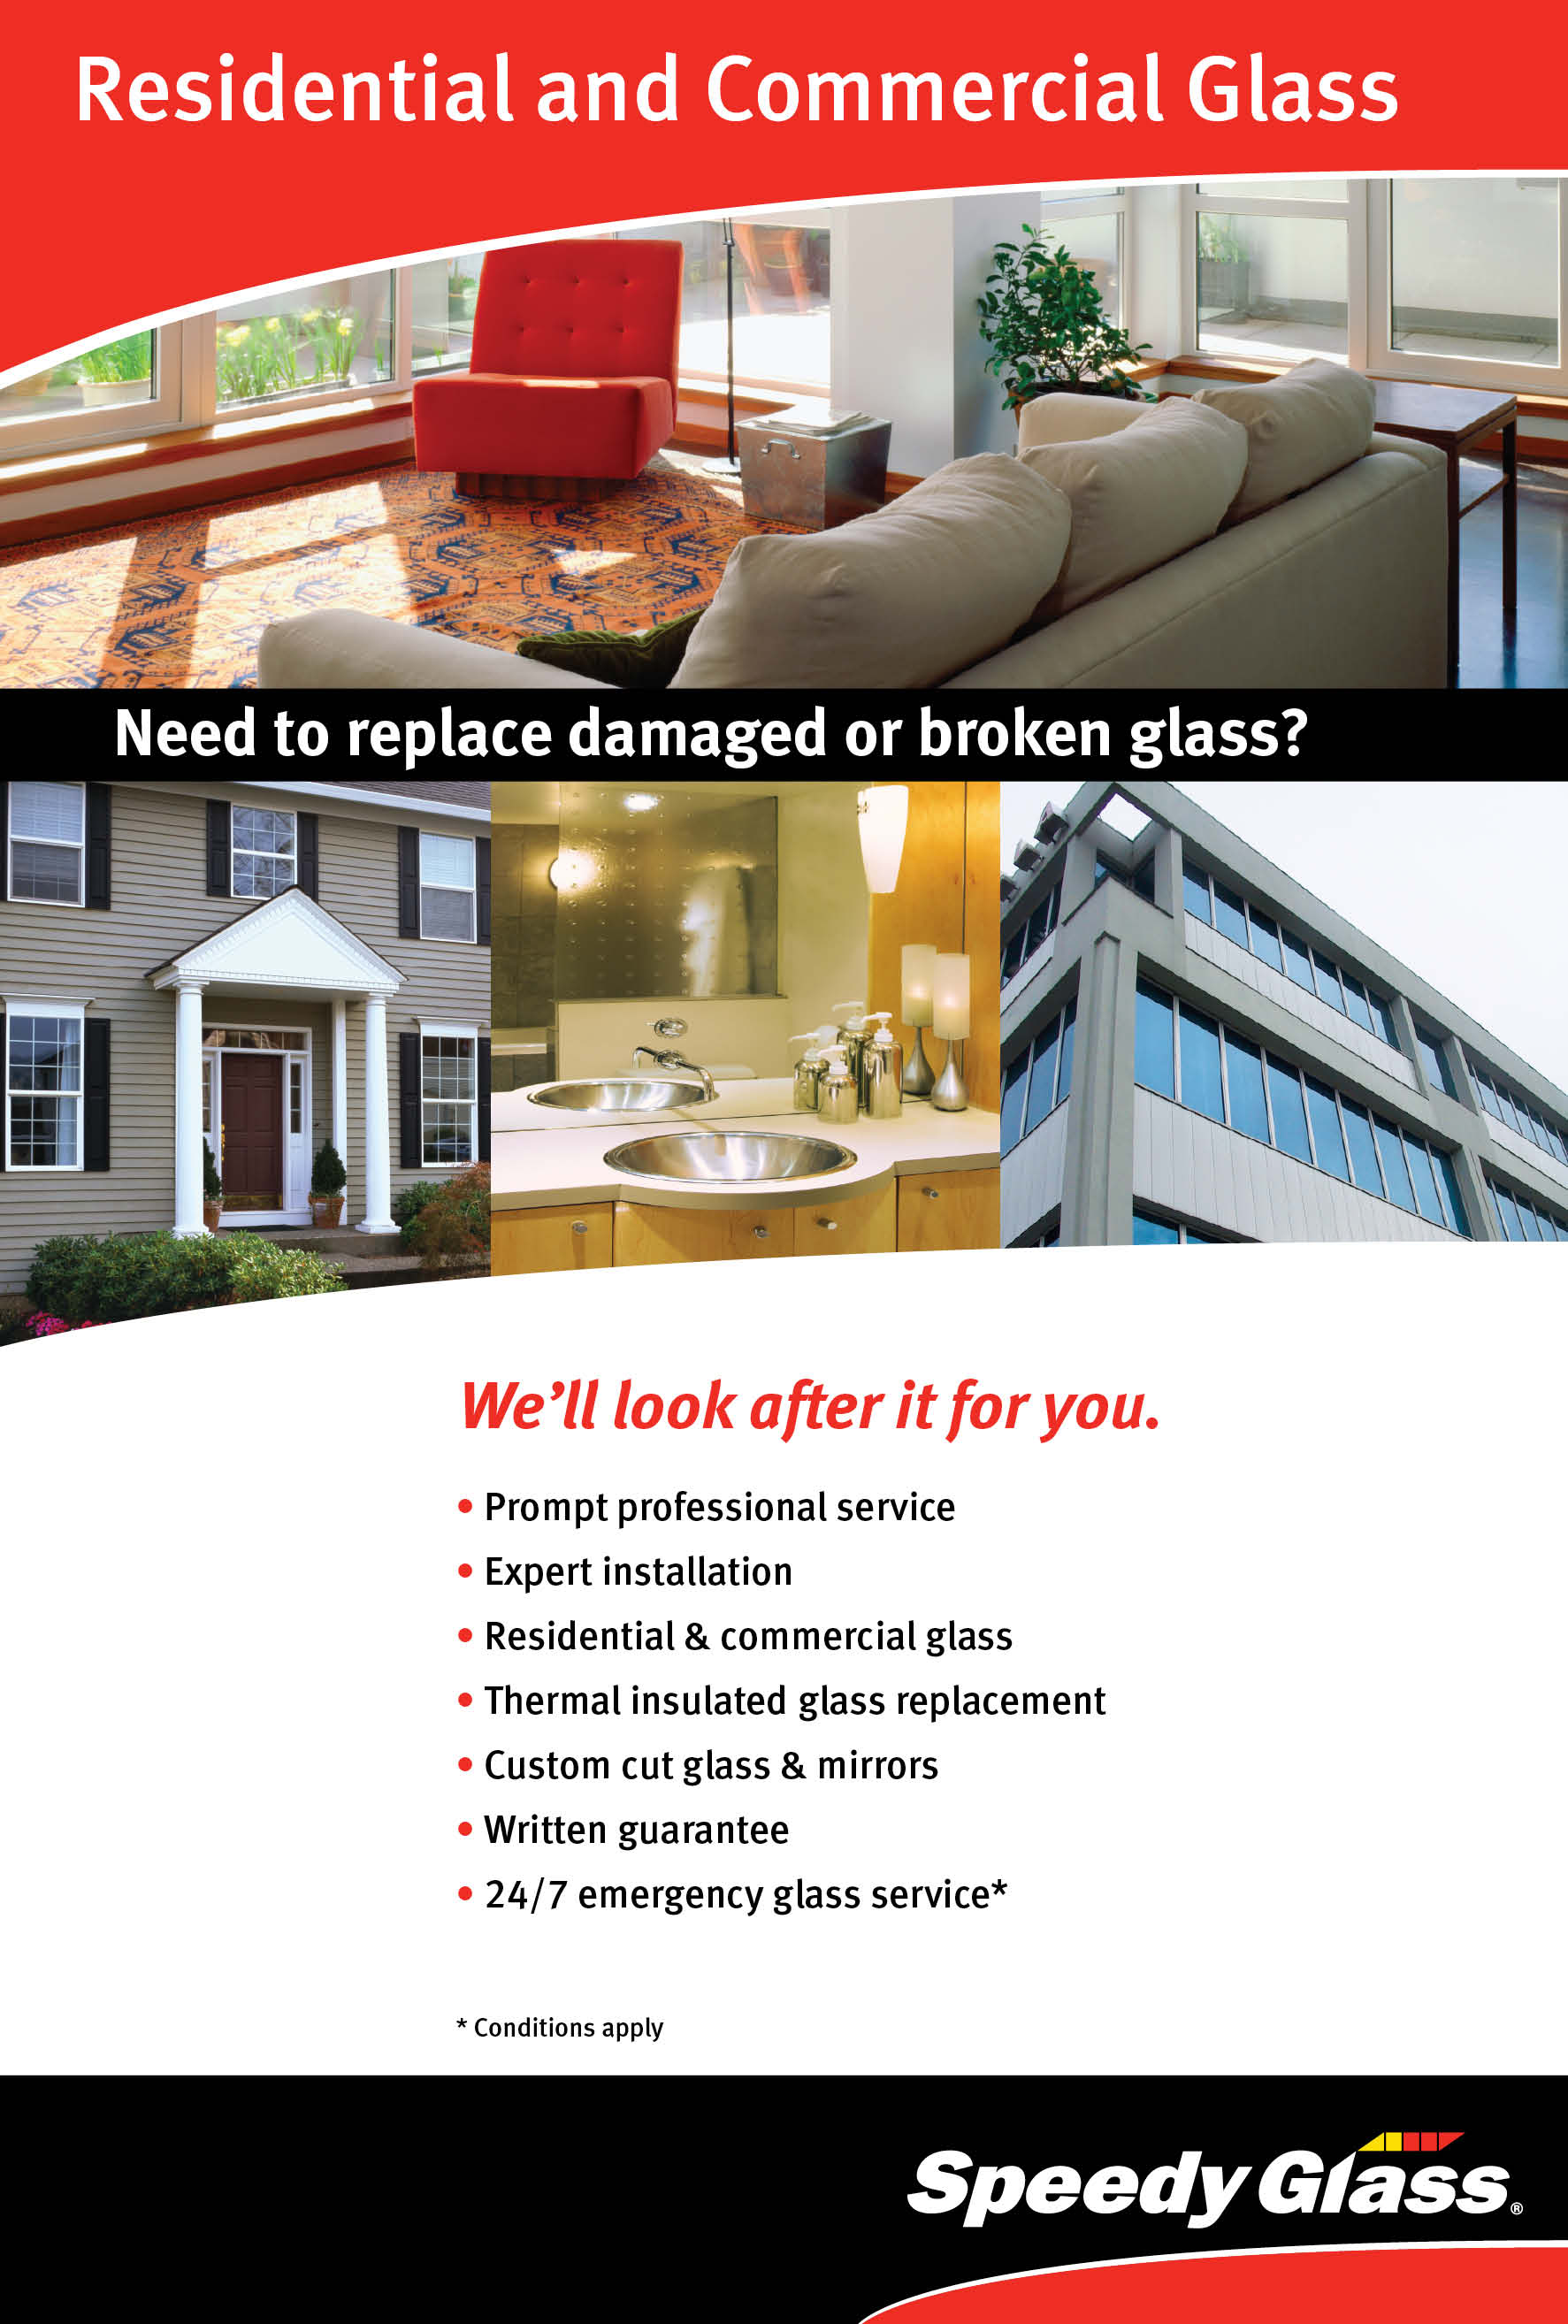 Residential and Commercial Glass
Need to replace damaged or broken glass?
We’ll look after it for you.
• Prompt professional service
• Expert installation
• Residential & commercial glass
• Thermal insulated glass replacement
• Custom cut glass & mirrors
• Written guarantee
• 24/7 emergency glass service*
* Conditions apply
Speedy Glass®